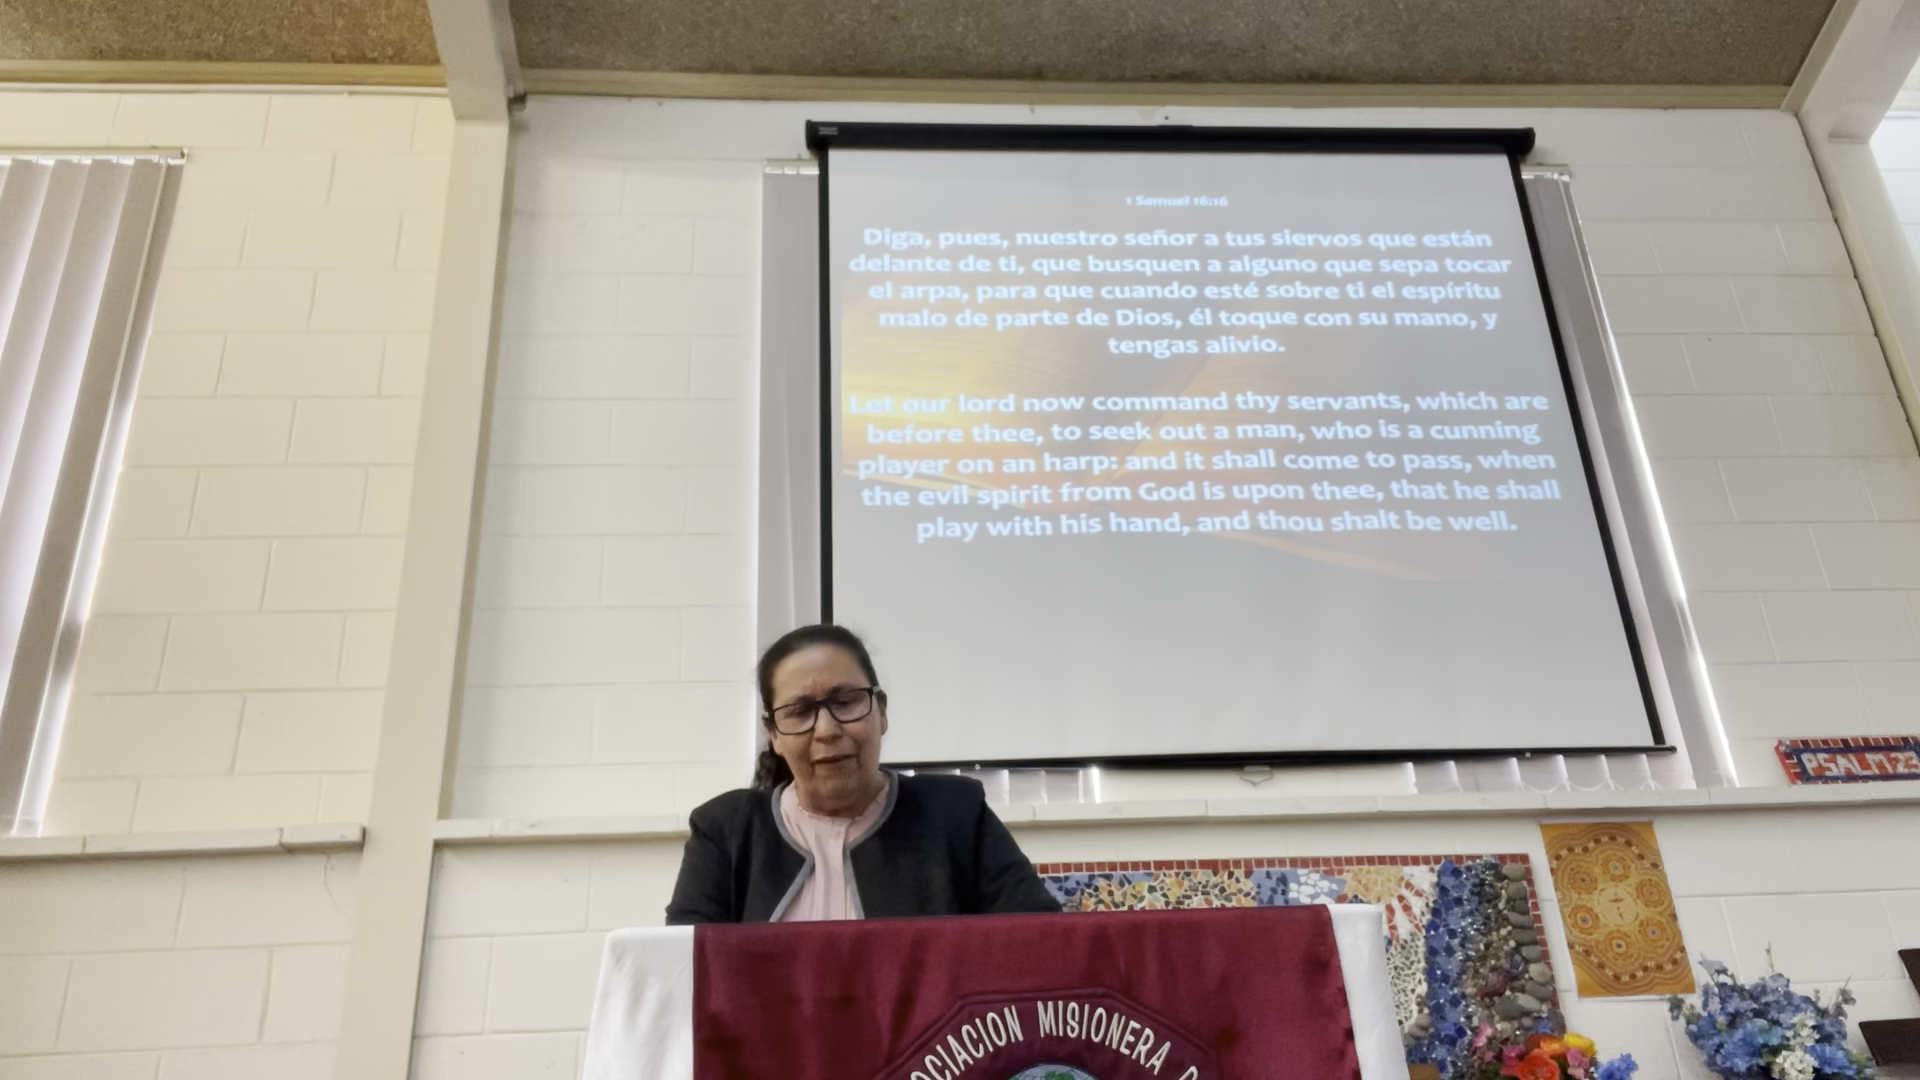 1 Samuel 16:16
Diga, pues, nuestro señor a tus siervos que están
delante de ti, que busquen a alguno que sepa tocar
el arpa, para que cuando esté sobre ti el espíritu
malo de parte de Dios, él toque con su mano, y
tengas alivio.
Let our lord now command thy servants, which are
before thee, to seek out a man, who is a cunning
player on an harp: and it shall come to pass, when
the evil spirit from God is upon thee, that he shall
play with his hand, and thou shalt be well.
PSALM 23
OCIACION MISIONERA